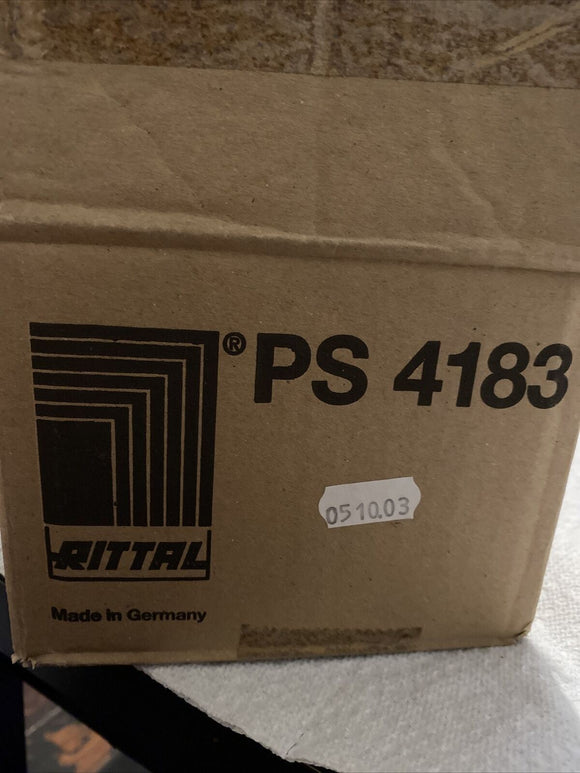 ® PS 4183
0510.03
RITTAL
Made in Germany